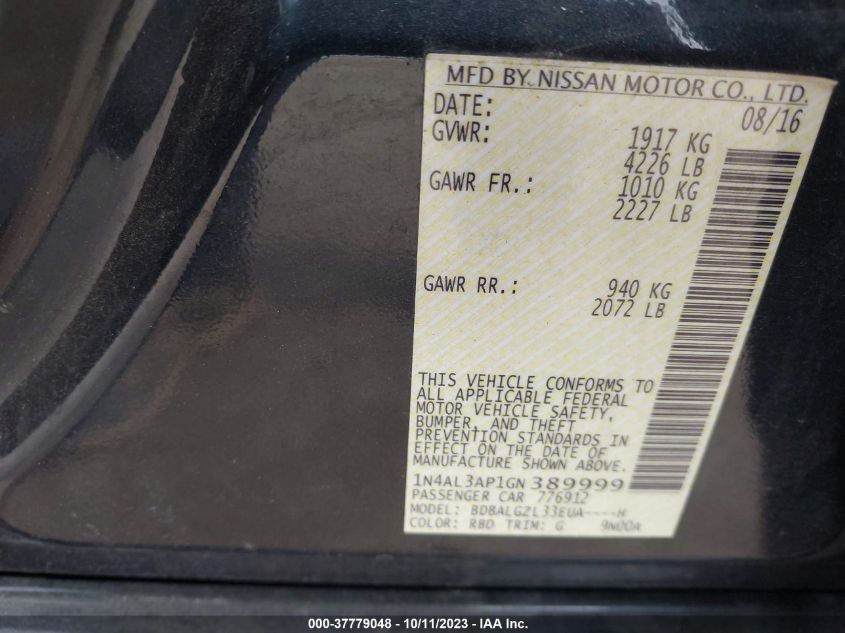 MFD BY NISSAN MOTOR CO., LTD.
DATE: 08/16
GVWR: 1917 KG
4226 LB
GAWR FR.: 1010 KG
2227 LB
GAWR RR.: 940 KG
2072 LB
THIS VEHICLE CONFORMS TO
ALL APPLICABLE FEDERAL
MOTOR VEHICLE SAFETY,
BUMPER, AND THEFT
PREVENTION STANDARDS IN
EFFECT ON THE DATE OF
MANUFACTURE SHOWN ABOVE.
1N4AL3AP1GN389999
PASSENGER CAR 776912
MODEL: BDBALGZL33EUA----H
COLOR: RBD TRIM: G 9N00A
000-37779048 - 10/11/2023 - IAA Inc.